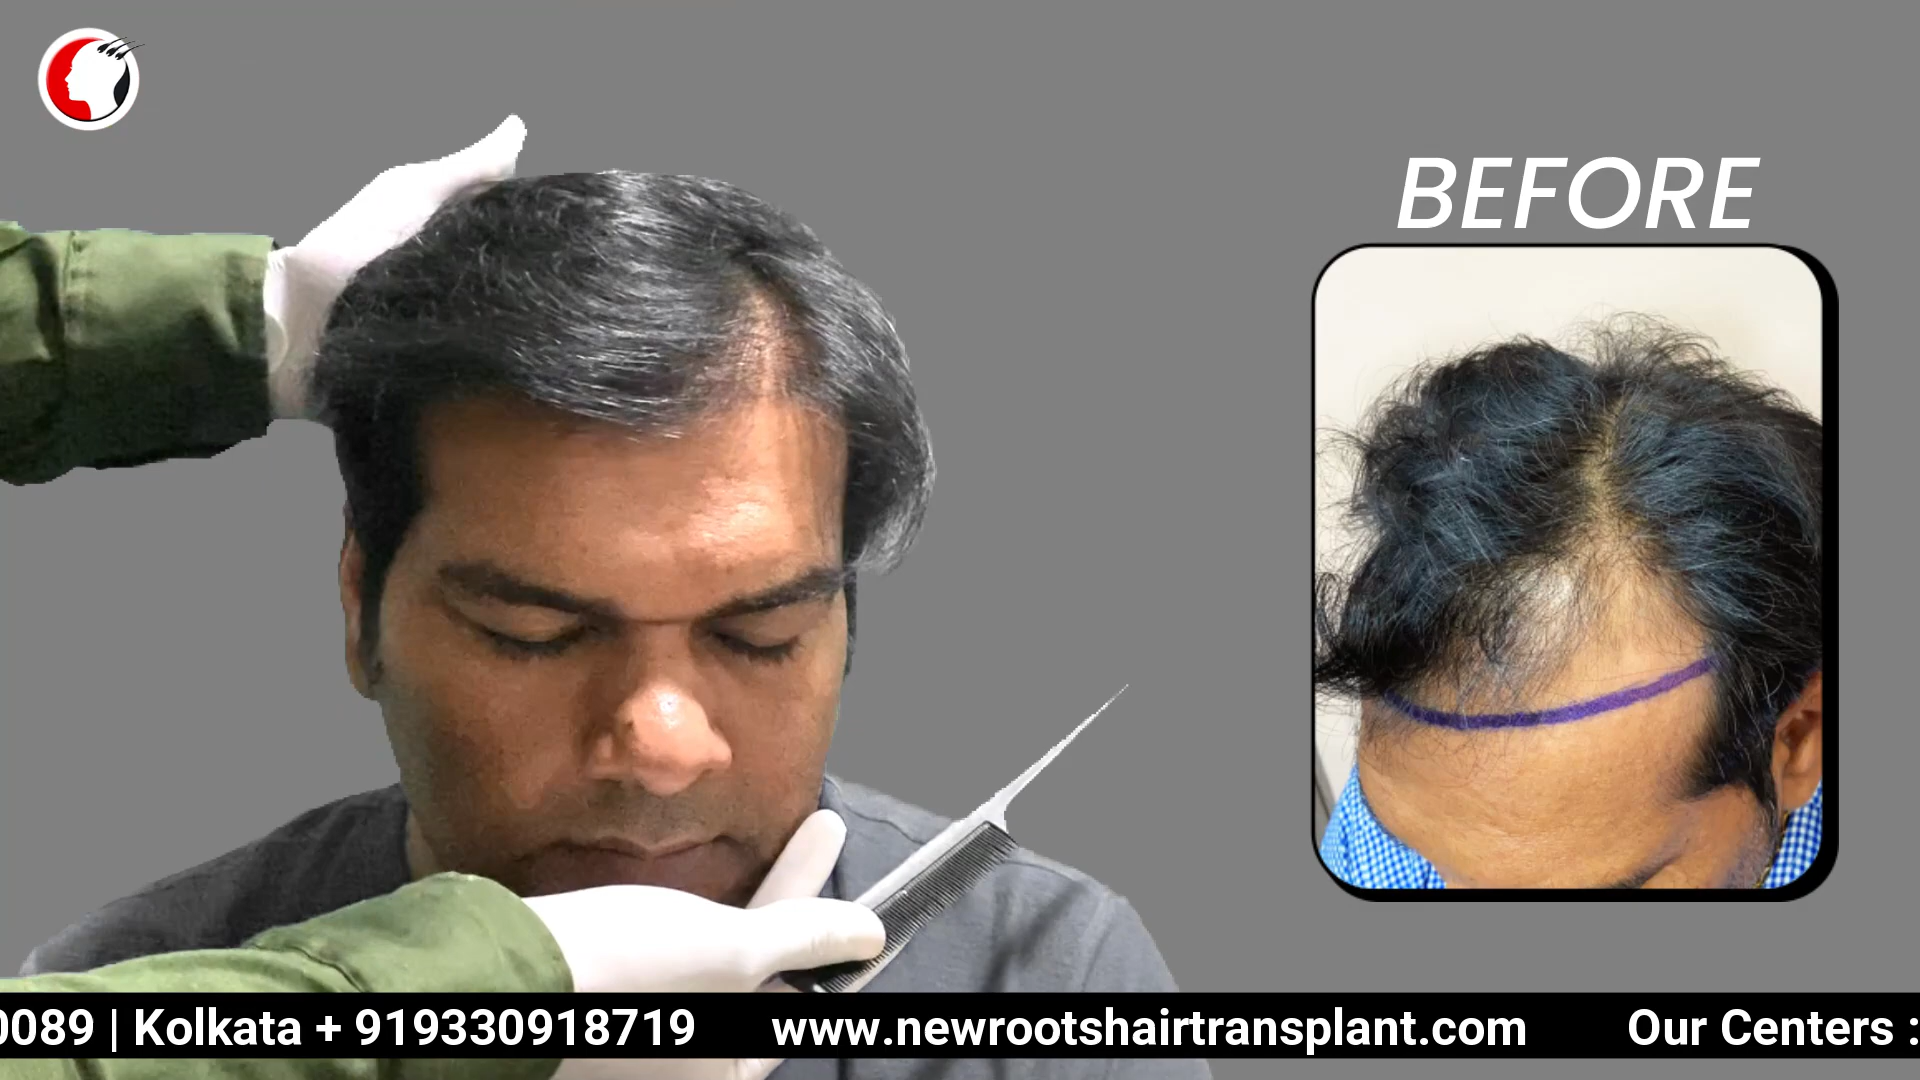 BEFORE
0089 | Kolkata + 919330918719 www.newrootshairtransplant.com Our Centers :